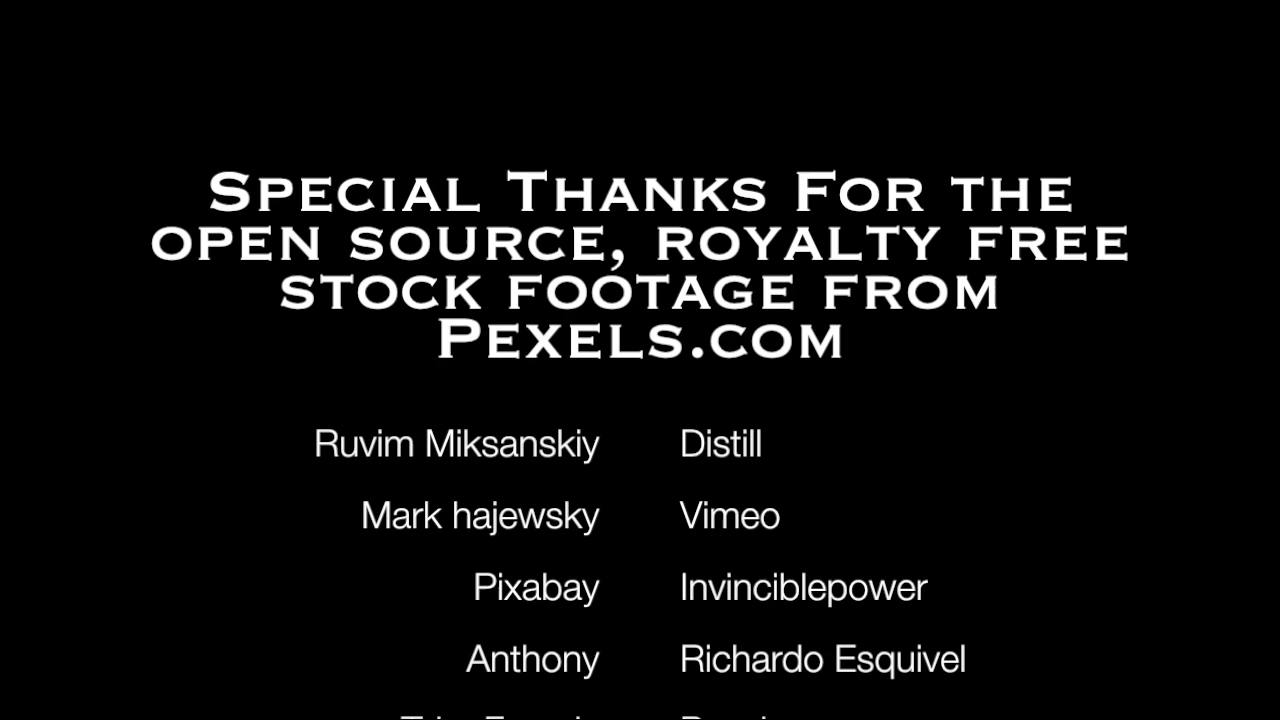 Special Thanks For the
open source, royalty free
stock footage from
Pexels.com
Ruvim Miksanskiy Distill
Mark hajewsky Vimeo
Pixabay Invinciblepower
Anthony Richardo Esquivel